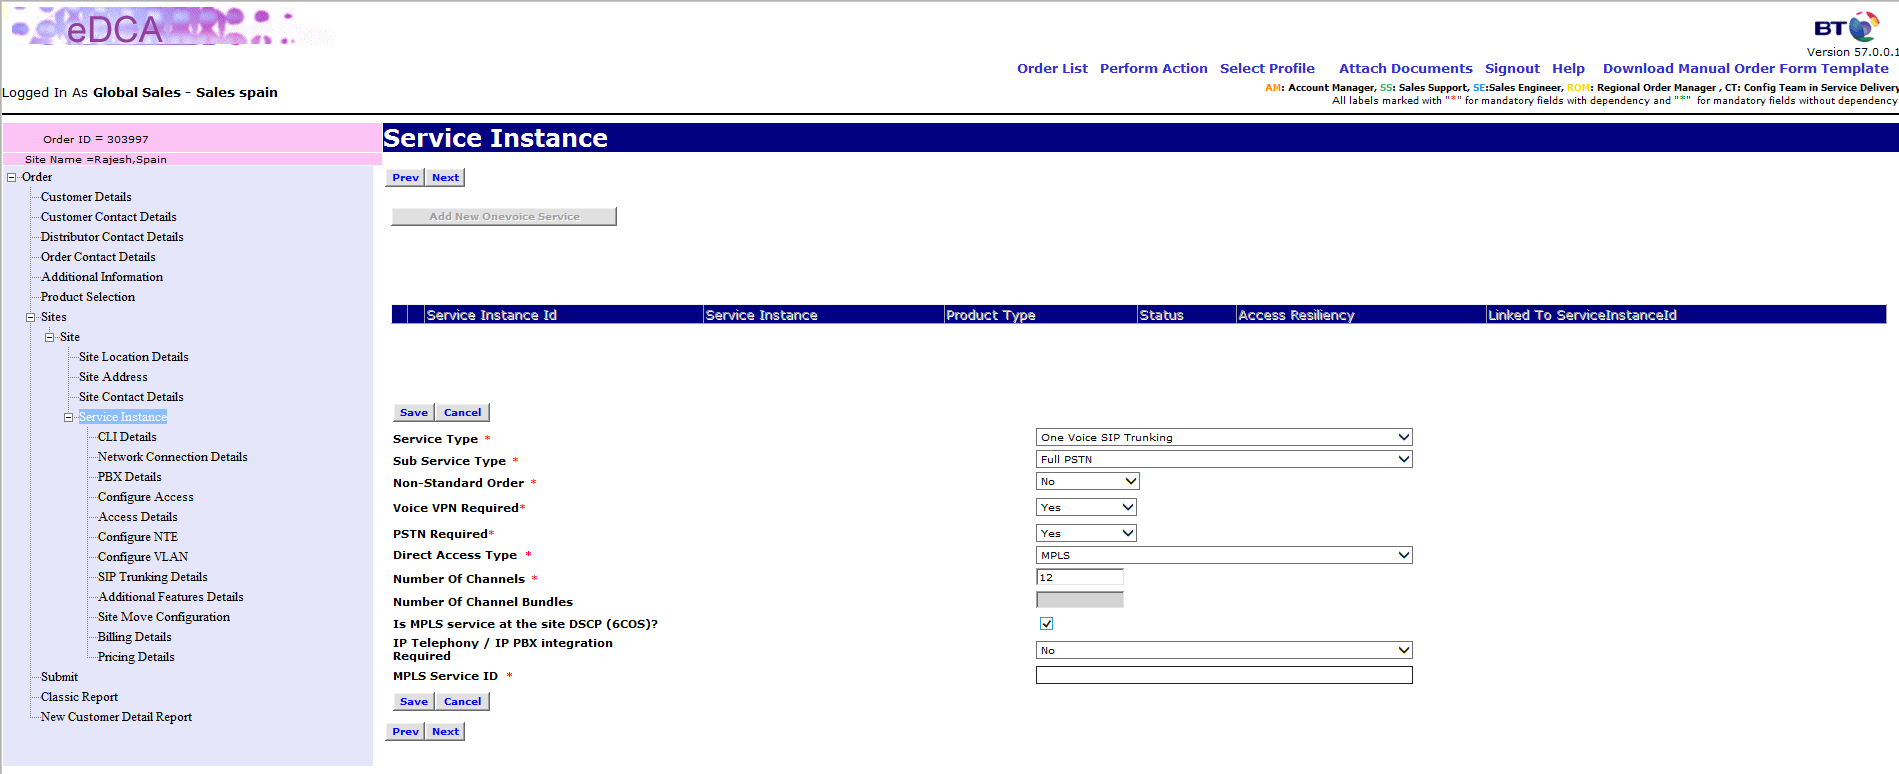 eDCA
BT
Version 57.0.0.1
Order List Perform Action Select Profile Attach Documents Signout Help Download Manual Order Form Template
Logged In As Global Sales - Sales spain
AM: Account Manager, SS: Sales Support, SE:Sales Engineer, ROM: Regional Order Manager , CT: Config Team in Service Delivery
All labels marked with "*" for mandatory fields with dependency and "*" for mandatory fields without dependency
Order ID = 303997
Site Name =Rajesh,Spain
Order
Customer Details
Customer Contact Details
Distributor Contact Details
Order Contact Details
Additional Information
Product Selection
Sites
Site
Site Location Details
Site Address
Site Contact Details
Service Instance
CLI Details
Network Connection Details
PBX Details
Configure Access
Access Details
Configure NTE
Configure VLAN
SIP Trunking Details
Additional Features Details
Site Move Configuration
Billing Details
Pricing Details
Submit
Classic Report
New Customer Detail Report
Service Instance
Prev Next
Add New Onevoice Service
Service Instance Id Service Instance Product Type Status Access Resiliency Linked To ServiceInstanceId
Save Cancel
Service Type * One Voice SIP Trunking
Sub Service Type * Full PSTN
Non-Standard Order * No
Voice VPN Required* Yes
PSTN Required* Yes
Direct Access Type * MPLS
Number Of Channels * 12
Number Of Channel Bundles
Is MPLS service at the site DSCP (6COS)?
IP Telephony / IP PBX integration
Required No
MPLS Service ID *
Save Cancel
Prev Next